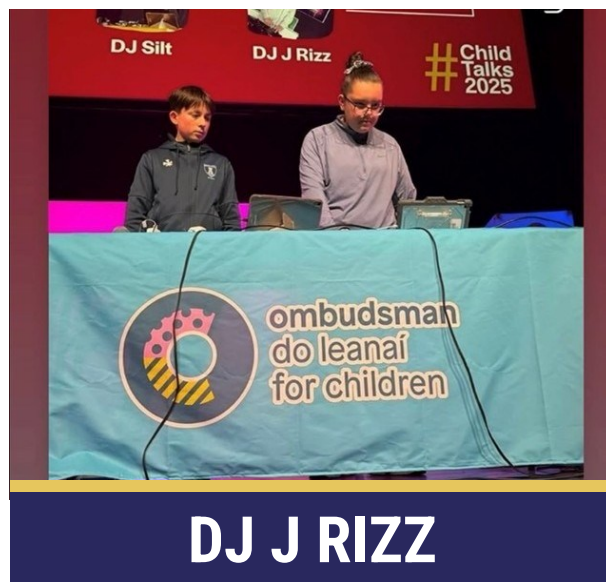 DJ Silt
DJ J Rizz
#Child
Talks
2025
ombudsman
do leanaí
for children
DJ J RIZZ